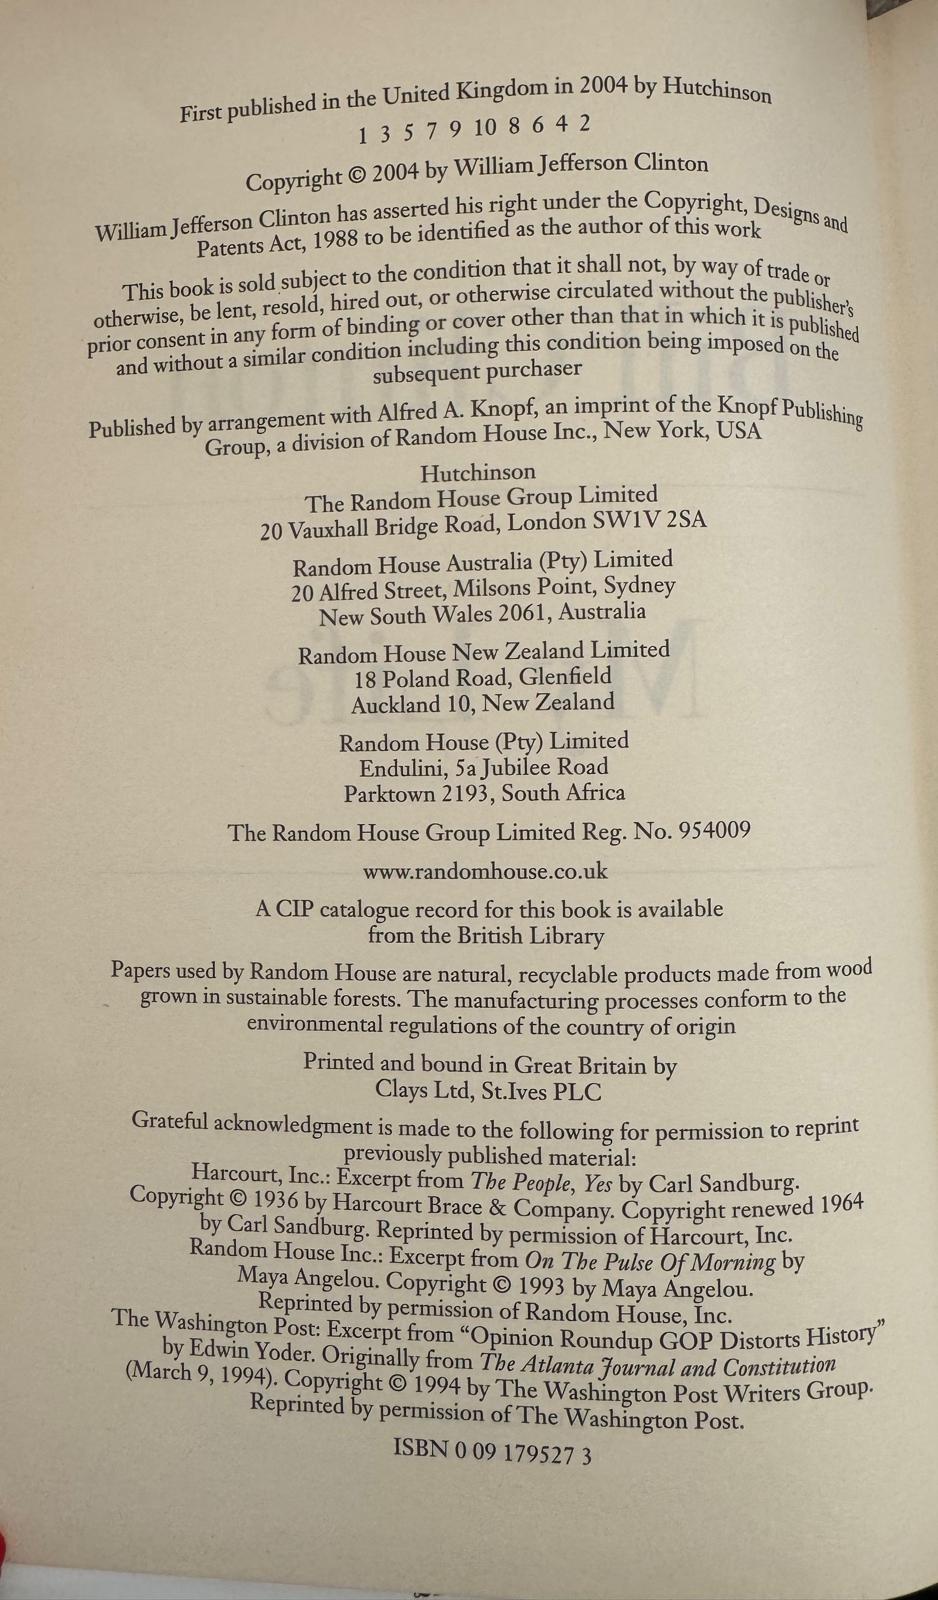 First published in the United Kingdom in 2004 by Hutchinson
1 3 5 7 9 10 8 6 4 2
Copyright © 2004 by William Jefferson Clinton
William Jefferson Clinton has asserted his right under the Copyright, Designs and
Patents Act, 1988 to be identified as the author of this work
This book is sold subject to the condition that it shall not, by way of trade or
otherwise, be lent, resold, hired out, or otherwise circulated without the publisher's
prior consent in any form of binding or cover other than that in which it is published
and without a similar condition including this condition being imposed on the
subsequent purchaser
Published by arrangement with Alfred A. Knopf, an imprint of the Knopf Publishing
Group, a division of Random House Inc., New York, USA
Hutchinson
The Random House Group Limited
20 Vauxhall Bridge Road, London SW1V 2SA
Random House Australia (Pty) Limited
20 Alfred Street, Milsons Point, Sydney
New South Wales 2061, Australia
Random House New Zealand Limited
18 Poland Road, Glenfield
Auckland 10, New Zealand
Random House (Pty) Limited
Endulini, 5a Jubilee Road
Parktown 2193, South Africa
The Random House Group Limited Reg. No. 954009
www.randomhouse.co.uk
A CIP catalogue record for this book is available
from the British Library
Papers used by Random House are natural, recyclable products made from wood
grown in sustainable forests. The manufacturing processes conform to the
environmental regulations of the country of origin
Printed and bound in Great Britain by
Clays Ltd, St.Ives PLC
Grateful acknowledgment is made to the following for permission to reprint
previously published material:
Harcourt, Inc.: Excerpt from The People, Yes by Carl Sandburg.
Copyright © 1936 by Harcourt Brace & Company. Copyright renewed 1964
by Carl Sandburg. Reprinted by permission of Harcourt, Inc.
Random House Inc.: Excerpt from On The Pulse Of Morning by
Maya Angelou. Copyright © 1993 by Maya Angelou.
Reprinted by permission of Random House, Inc.
The Washington Post: Excerpt from “Opinion Roundup GOP Distorts History”
by Edwin Yoder. Originally from The Atlanta Journal and Constitution
(March 9, 1994). Copyright © 1994 by The Washington Post Writers Group.
Reprinted by permission of The Washington Post.
ISBN 0 09 179527 3